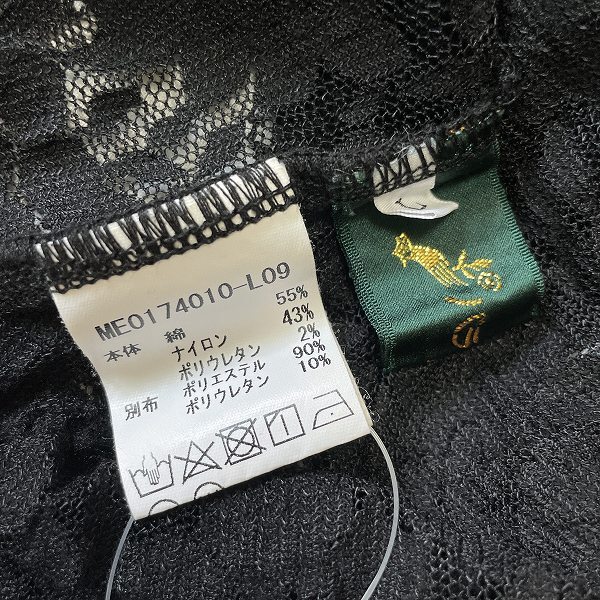 ME0174010-L09
本体 綿 55%
ナイロン 43%
ポリウレタン 2%
別布 ポリエステル 90%
ポリウレタン 10%